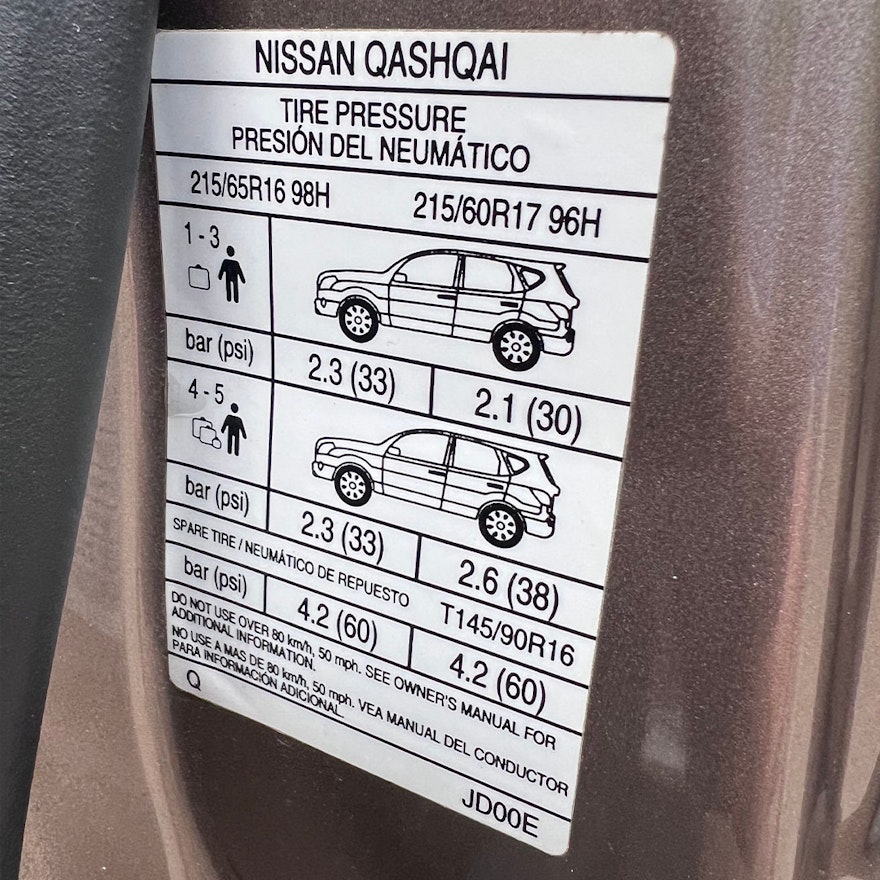 NISSAN QASHQAI
TIRE PRESSURE
PRESIÓN DEL NEUMÁTICO
215/65R16 98H 215/60R17 96H
1 - 3
bar (psi) 2.3 (33) 2.1 (30)
4 - 5
bar (psi) 2.3 (33) 2.6 (38)
SPARE TIRE / NEUMÁTICO DE REPUESTO T145/90R16
bar (psi) 4.2 (60) 4.2 (60)
DO NOT USE OVER 80 km/h, 50 mph. SEE OWNER'S MANUAL FOR
ADDITIONAL INFORMATION.
NO USE A MAS DE 80 km/h, 50 mph. VEA MANUAL DEL CONDUCTOR
PARA INFORMACIÓN ADICIONAL.
Q JD00E